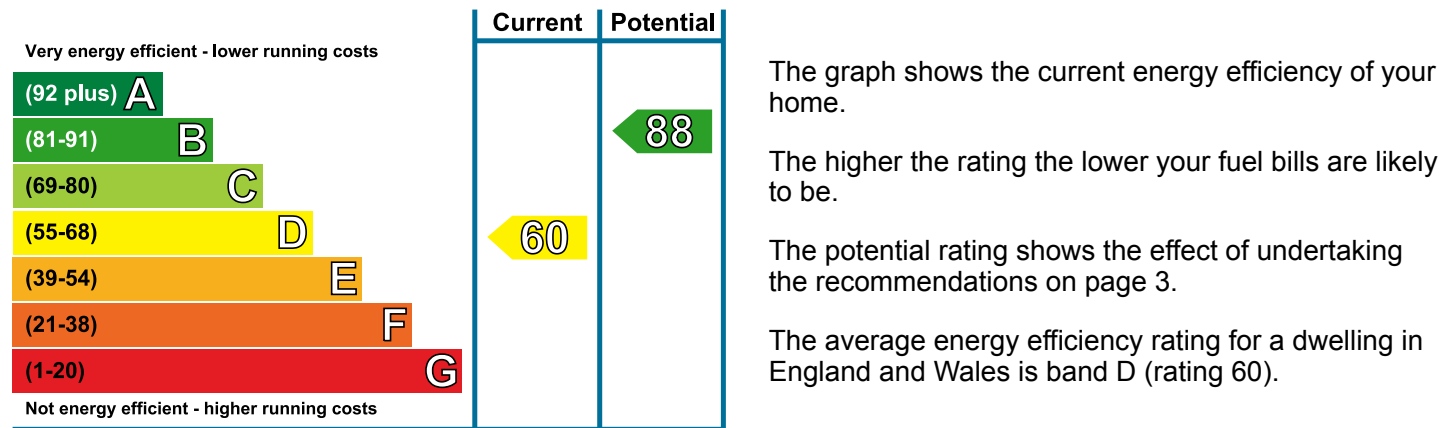 Current Potential
Very energy efficient - lower running costs
(92 plus) A
(81-91) B
88
(69-80) C
(55-68) D
60
(39-54) E
(21-38) F
(1-20) G
Not energy efficient - higher running costs
The graph shows the current energy efficiency of your
home.
The higher the rating the lower your fuel bills are likely
to be.
The potential rating shows the effect of undertaking
the recommendations on page 3.
The average energy efficiency rating for a dwelling in
England and Wales is band D (rating 60).